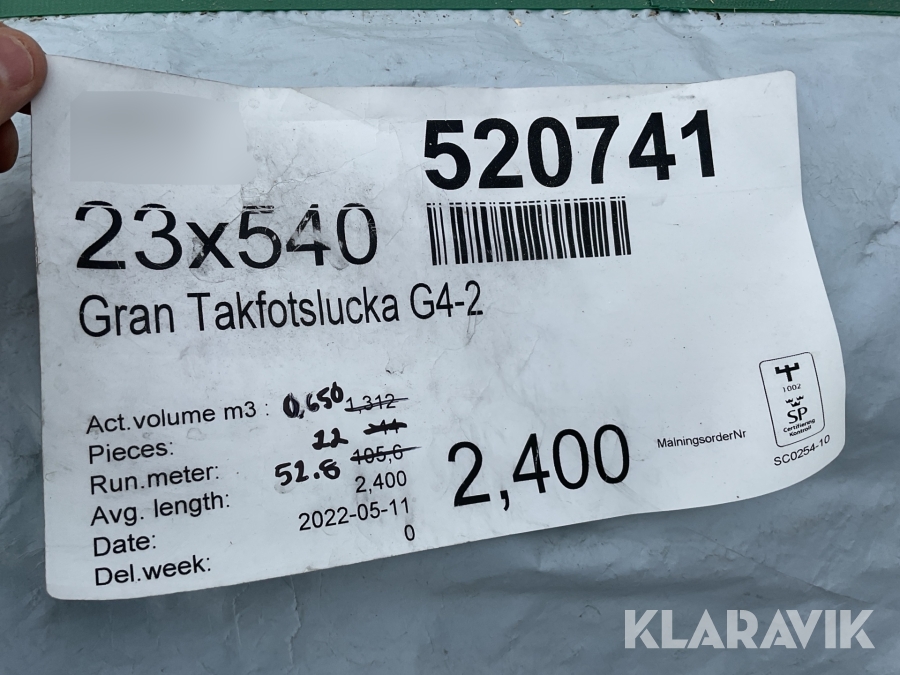 520741
23x540
Gran Takfotslucka G4-2
Act.volume m3 : 0,650 1,312
Pieces: 22 44
Run.meter: 52.8 105,6
Avg. length: 2,400
Date: 2022-05-11
Del.week: 0
2,400
MalningsorderNr
1002
SP
Certifiering
Kontroll
SC0254-10
KLARAVIK